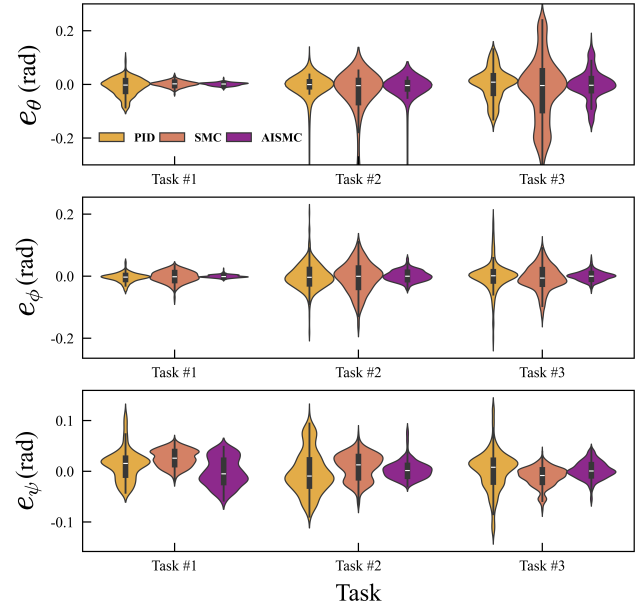 0.2
0.0
-0.2
e_θ (rad)
PID SMC AISMC
Task #1 Task #2 Task #3
0.2
0.0
-0.2
e_ϕ (rad)
Task #1 Task #2 Task #3
0.1
0.0
-0.1
e_ψ (rad)
Task #1 Task #2 Task #3
Task